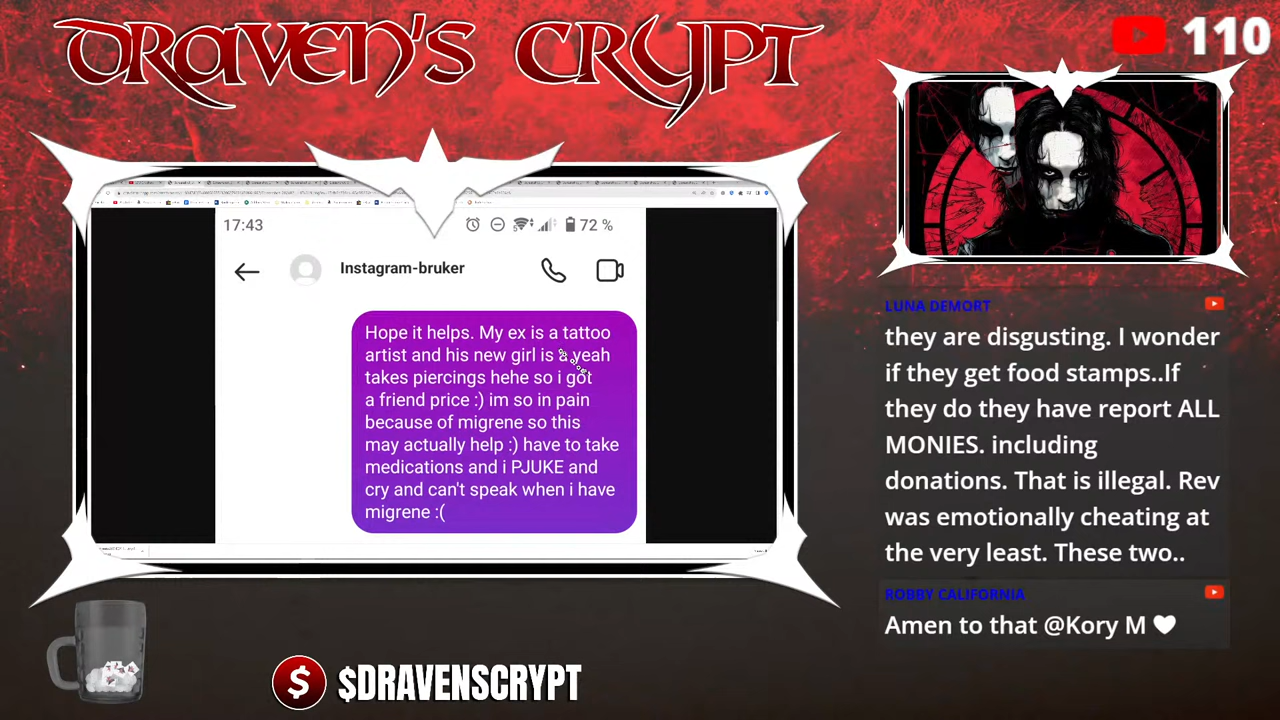 DRAVEN'S CRYPT
110
17:43
72 %
Instagram-bruker
Hope it helps. My ex is a tattoo
artist and his new girl is a yeah
takes piercings hehe so i got
a friend price :) im so in pain
because of migrene so this
may actually help :) have to take
medications and i PJUKE and
cry and can't speak when i have
migrene :(
LUNA DEMORT
they are disgusting. I wonder
if they get food stamps..If
they do they have report ALL
MONIES. including
donations. That is illegal. Rev
was emotionally cheating at
the very least. These two..
ROBBY CALIFORNIA
Amen to that @Kory M
$
$DRAVENSCRYPT